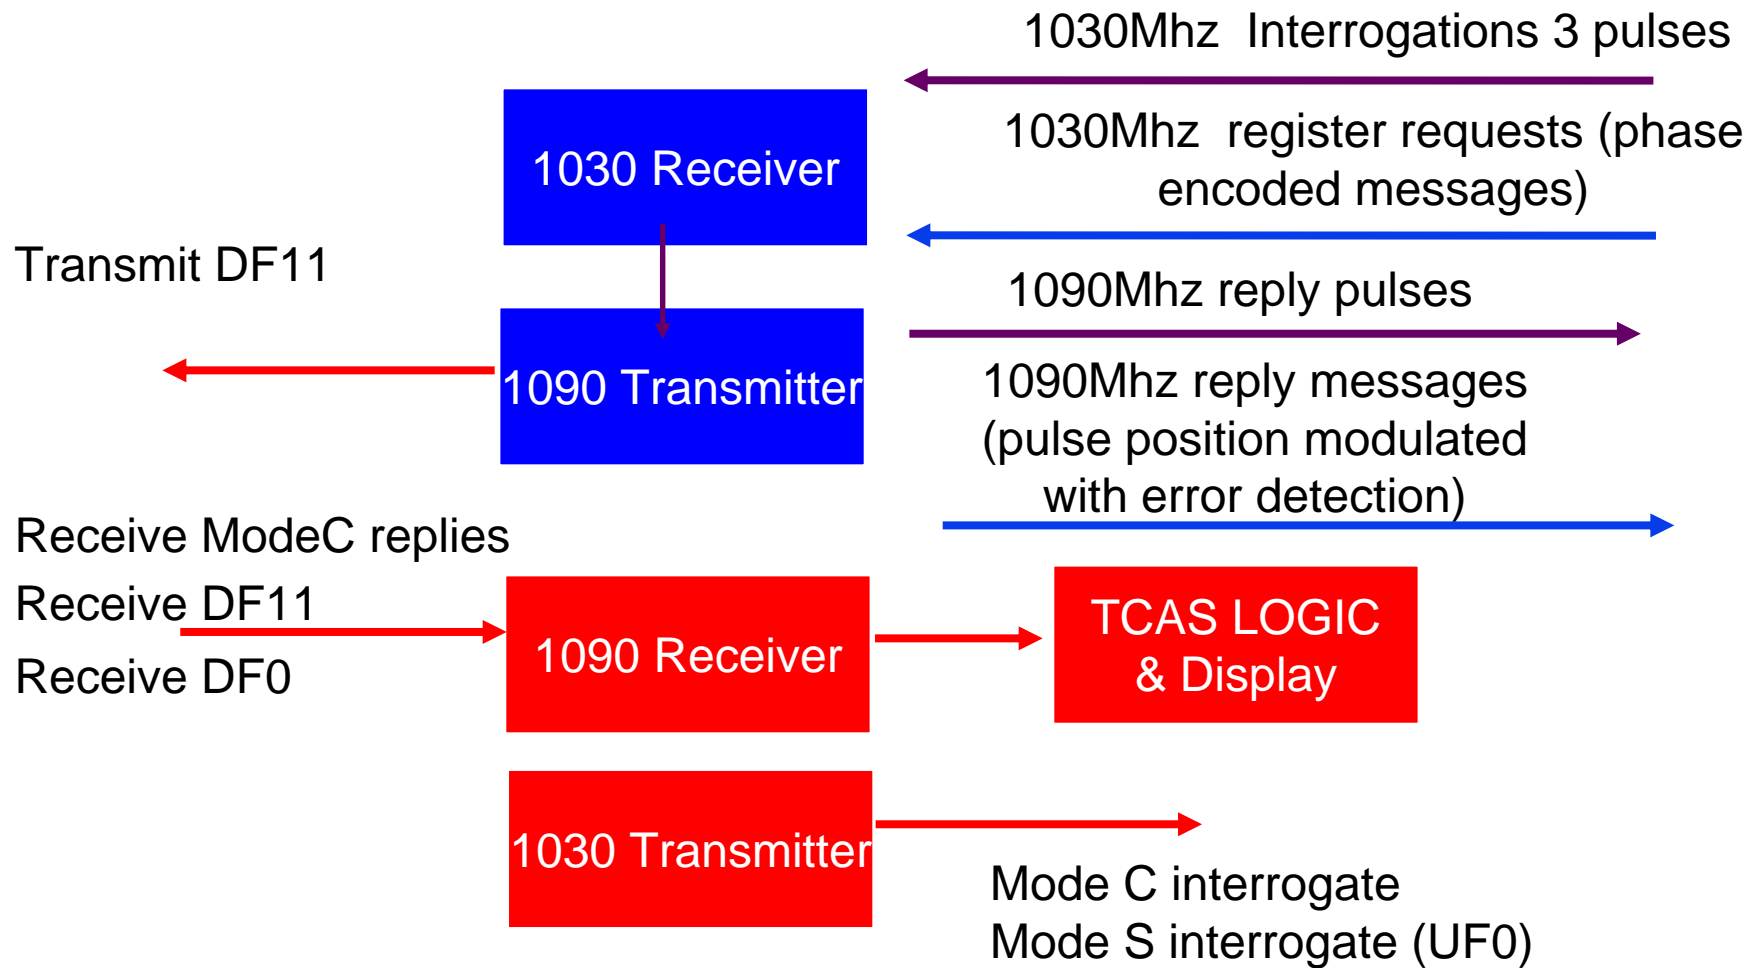 1030Mhz  Interrogations 3 pulses
1030 Receiver
1030Mhz  register requests (phase
encoded messages)
Transmit DF11
1090Mhz reply pulses
1090 Transmitter
1090Mhz reply messages
(pulse position modulated
with error detection)
Receive ModeC replies
Receive DF11
Receive DF0
1090 Receiver
TCAS LOGIC
& Display
1030 Transmitter
Mode C interrogate
Mode S interrogate (UF0)